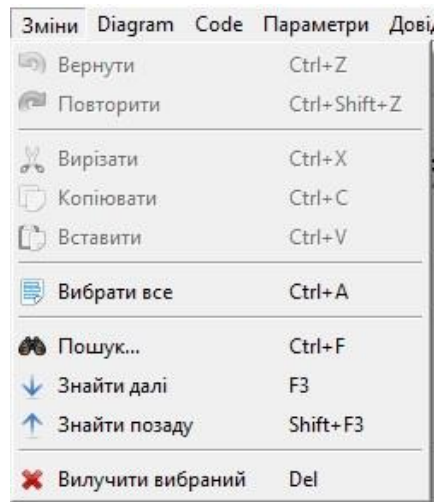 Зміни Diagram Code Параметри
Вернути Ctrl+Z
Повторити Ctrl+Shift+Z
Вирізати Ctrl+X
Копіювати Ctrl+C
Вставити Ctrl+V
Вибрати все Ctrl+A
Пошук... Ctrl+F
Знайти далі F3
Знайти позаду Shift+F3
Вилучити вибраний Del